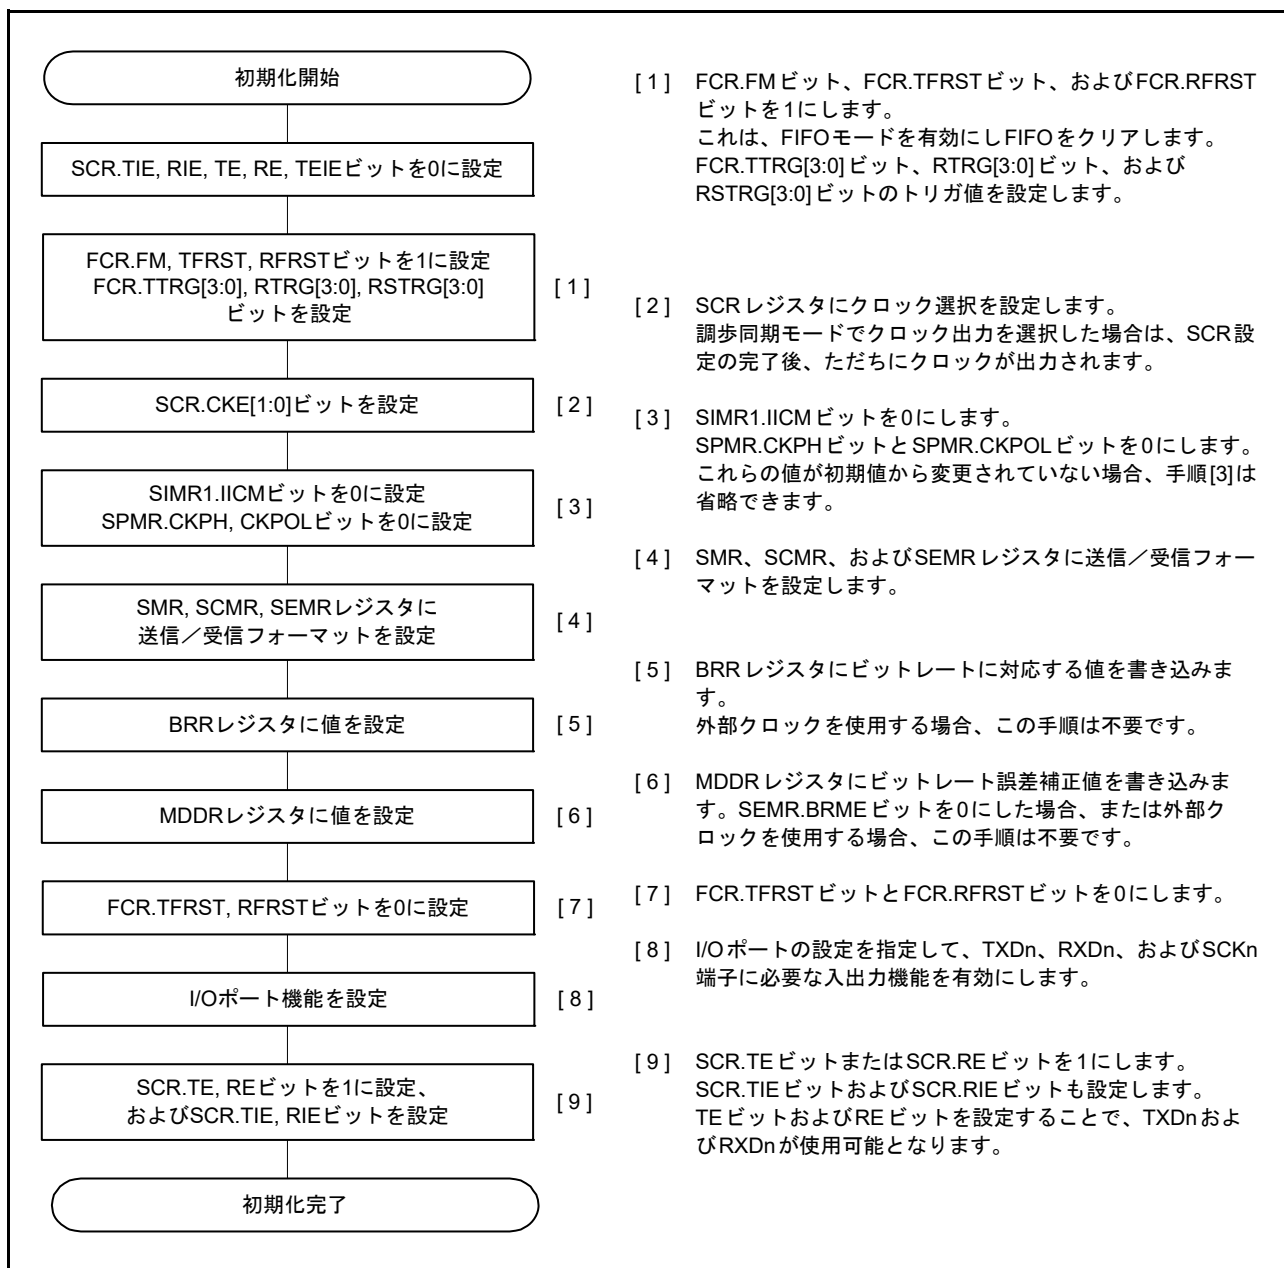 初期化開始
SCR.TIE, RIE, TE, RE, TEIEビットを0に設定
FCR.FM, TFRST, RFRSTビットを1に設定
FCR.TTRG[3:0], RTRG[3:0], RSTRG[3:0]
ビットを設定
[ 1 ]
SCR.CKE[1:0]ビットを設定
[ 2 ]
SIMR1.IICMビットを0に設定
SPMR.CKPH, CKPOLビットを0に設定
[ 3 ]
SMR, SCMR, SEMRレジスタに
送信／受信フォーマットを設定
[ 4 ]
BRRレジスタに値を設定
[ 5 ]
MDDRレジスタに値を設定
[ 6 ]
FCR.TFRST, RFRSTビットを0に設定
[ 7 ]
I/Oポート機能を設定
[ 8 ]
SCR.TE, REビットを1に設定、
およびSCR.TIE, RIEビットを設定
[ 9 ]
初期化完了
[ 1 ] FCR.FMビット、FCR.TFRSTビット、およびFCR.RFRST
ビットを1にします。
これは、FIFOモードを有効にしFIFOをクリアします。
FCR.TTRG[3:0]ビット、RTRG[3:0]ビット、および
RSTRG[3:0]ビットのトリガ値を設定します。
[ 2 ] SCRレジスタにクロック選択を設定します。
調歩同期モードでクロック出力を選択した場合は、SCR設
定の完了後、ただちにクロックが出力されます。
[ 3 ] SIMR1.IICMビットを0にします。
SPMR.CKPHビットとSPMR.CKPOLビットを0にします。
これらの値が初期値から変更されていない場合、手順[3]は
省略できます。
[ 4 ] SMR、SCMR、およびSEMRレジスタに送信／受信フォー
マットを設定します。
[ 5 ] BRRレジスタにビットレートに対応する値を書き込みま
す。
外部クロックを使用する場合、この手順は不要です。
[ 6 ] MDDRレジスタにビットレート誤差補正値を書き込みま
す。SEMR.BRMEビットを0にした場合、または外部ク
ロックを使用する場合、この手順は不要です。
[ 7 ] FCR.TFRSTビットとFCR.RFRSTビットを0にします。
[ 8 ] I/Oポートの設定を指定して、TXDn、RXDn、およびSCKn
端子に必要な入出力機能を有効にします。
[ 9 ] SCR.TEビットまたはSCR.REビットを1にします。
SCR.TIEビットおよびSCR.RIEビットも設定します。
TEビットおよびREビットを設定することで、TXDnおよ
びRXDnが使用可能となります。